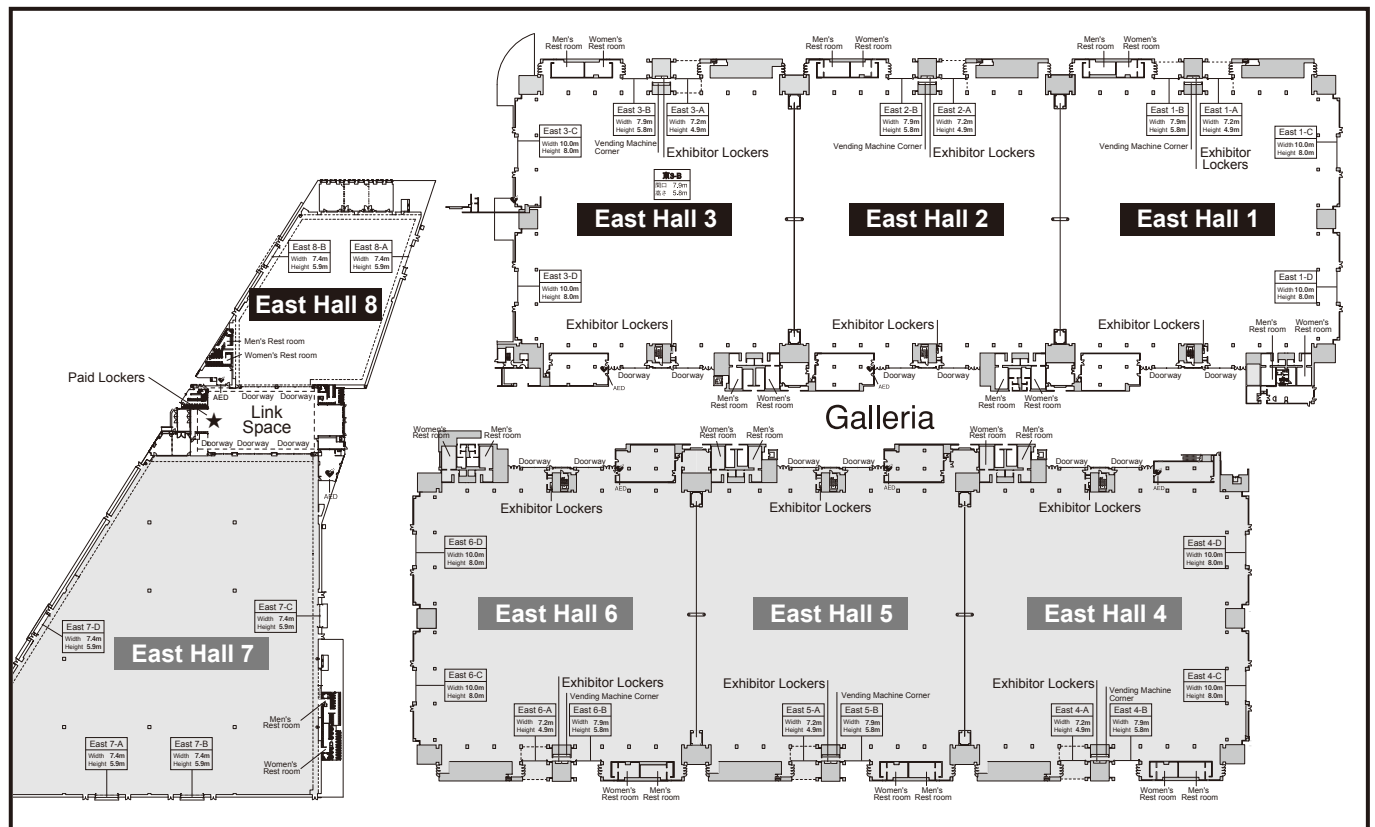 Men's
Rest room
Women's
Rest room
Men's
Rest room
Women's
Rest room
Men's
Rest room
Women's
Rest room
East 3-B
Width 7.9m
Height 5.8m
East 3-A
Width 7.2m
Height 4.9m
East 2-B
Width 7.9m
Height 5.8m
East 2-A
Width 7.2m
Height 4.9m
East 1-B
Width 7.9m
Height 5.8m
East 1-A
Width 7.2m
Height 4.9m
East 3-C
Width 10.0m
Height 8.0m
East 1-C
Width 10.0m
Height 8.0m
Vending Machine
Corner
Exhibitor Lockers
Vending Machine Corner
Exhibitor Lockers
Vending Machine Corner
Exhibitor
Lockers
東3-B
間口 7.9m
高さ 5.8m
East Hall 3
East Hall 2
East Hall 1
East 8-B
Width 7.4m
Height 5.9m
East 8-A
Width 7.4m
Height 5.9m
East Hall 8
East 3-D
Width 10.0m
Height 8.0m
East 1-D
Width 10.0m
Height 8.0m
Exhibitor Lockers
Exhibitor Lockers
Exhibitor Lockers
Men's Rest room
Women's Rest room
Men's
Rest room
Women's
Rest room
Paid Lockers
AED
Doorway
Doorway
Link
Space
Doorway
Doorway
Doorway
AED
AED
Doorway
Doorway
AED
Doorway
Doorway
AED
Doorway
Doorway
Men's
Rest room
Women's
Rest room
Men's
Rest room
Women's
Rest room
Galleria
Women's
Rest room
Men's
Rest room
Women's
Rest room
Men's
Rest room
Women's
Rest room
Men's
Rest room
Doorway
Doorway
AED
Doorway
Doorway
AED
Doorway
Doorway
AED
Exhibitor Lockers
Exhibitor Lockers
Exhibitor Lockers
East 6-D
Width 10.0m
Height 8.0m
East 4-D
Width 10.0m
Height 8.0m
East 7-C
Width 7.4m
Height 5.9m
East 7-D
Width 7.4m
Height 5.9m
East Hall 7
East Hall 6
East Hall 5
East Hall 4
East 6-C
Width 10.0m
Height 8.0m
East 4-C
Width 10.0m
Height 8.0m
Exhibitor Lockers
Vending Machine Corner
Exhibitor Lockers
Vending Machine Corner
Exhibitor Lockers
Vending Machine
Corner
East 6-A
Width 7.2m
Height 4.9m
East 6-B
Width 7.9m
Height 5.8m
East 5-A
Width 7.2m
Height 4.9m
East 5-B
Width 7.9m
Height 5.8m
East 4-A
Width 7.2m
Height 4.9m
East 4-B
Width 7.9m
Height 5.8m
Men's
Rest room
Women's
Rest room
East 7-A
Width 7.4m
Height 5.9m
East 7-B
Width 7.4m
Height 5.9m
Women's
Rest room
Men's
Rest room
Women's
Rest room
Men's
Rest room
Women's
Rest room
Men's
Rest room